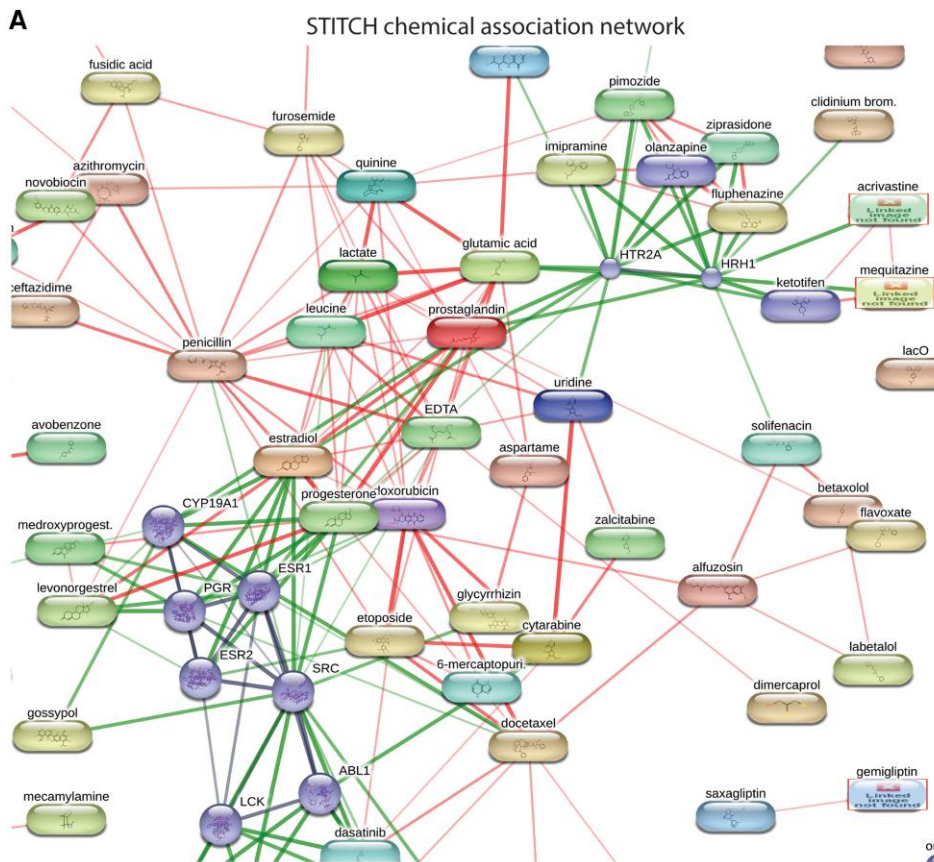 A
STITCH chemical association network
fusidic acid
furosemide
pimozide
clidinium brom.
ziprasidone
imipramine
olanzapine
quinine
azithromycin
novobiocin
fluphenazine
acrivastine
Linked
image
not found
lactate
glutamic acid
HTR2A
HRH1
ketotifen
mequitazine
Linked
image
not found
ceftazidime
leucine
prostaglandin
penicillin
lacO
uridine
EDTA
avobenzone
estradiol
aspartame
solifenacin
CYP19A1
progesterone
doxorubicin
betaxolol
flavoxate
medroxyprogest.
zalcitabine
levonorgestrel
PGR
ESR1
alfuzosin
etoposide
glycyrrhizin
cytarabine
ESR2
SRC
6-mercaptopuri.
labetalol
dimercaprol
gossypol
docetaxel
ABL1
LCK
mecamylamine
saxagliptin
gemigliptin
Linked
image
not found
dasatinib